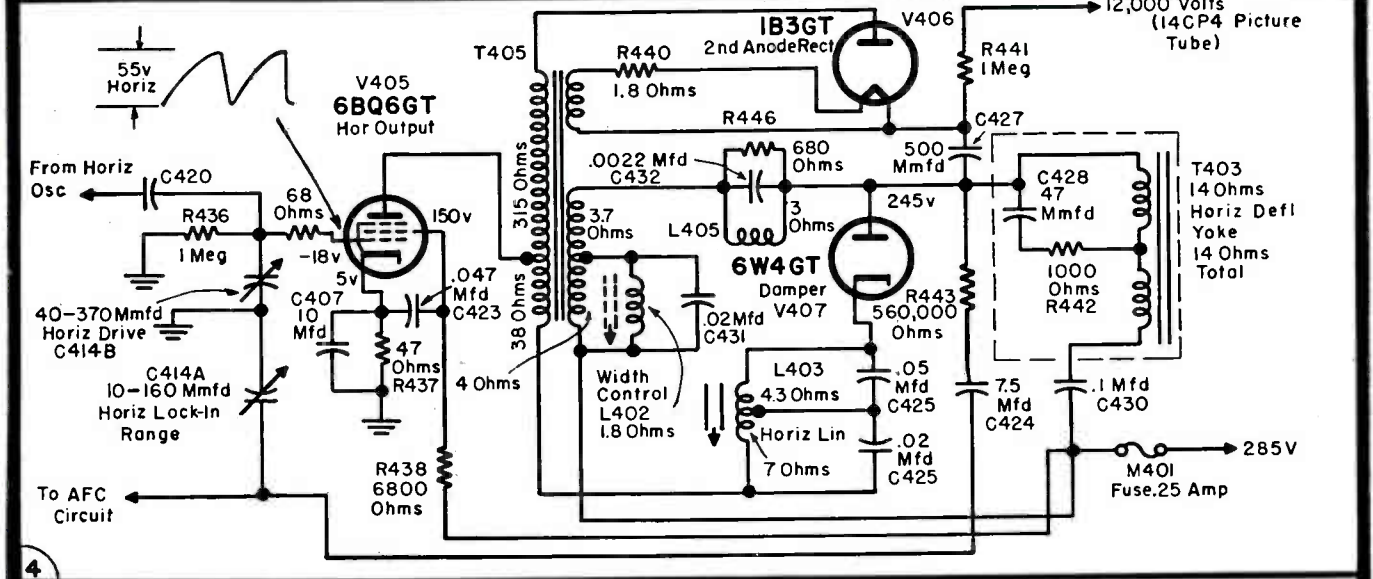 12,000 Volts
(14CP4 Picture
Tube)
1B3GT
2nd Anode Rect
V406
T405
R440
1.8 Ohms
R441
1 Meg
55v
Horiz
V405
6BQ6GT
Hor Output
R446
C427
500
Mmfd
680
Ohms
.0022 Mfd
C432
From Horiz
Osc
C420
68
Ohms
R436
1 Meg
-18v
150v
5v
315 Ohms
38 Ohms
3.7
Ohms
L405
3
Ohms
245v
C428
47
Mmfd
T403
14 Ohms
Horiz Defl
Yoke
14 Ohms
Total
1000
Ohms
R442
6W4GT
Damper
V407
R443
560,000
Ohms
40-370 Mmfd
Horiz Drive
C414B
C407
10
Mfd
.047
Mfd
C423
47
Ohms
R437
.02Mfd
C431
4 Ohms
Width
Control
L402
1.8 Ohms
L403
4.3 Ohms
Horiz Lin
7 Ohms
.05
Mfd
C425
.02
Mfd
C425
7.5
Mfd
C424
.1 Mfd
C430
C414A
10-160 Mmfd
Horiz Lock-In
Range
R438
6800
Ohms
285V
M401
Fuse.25 Amp
To AFC
Circuit
4